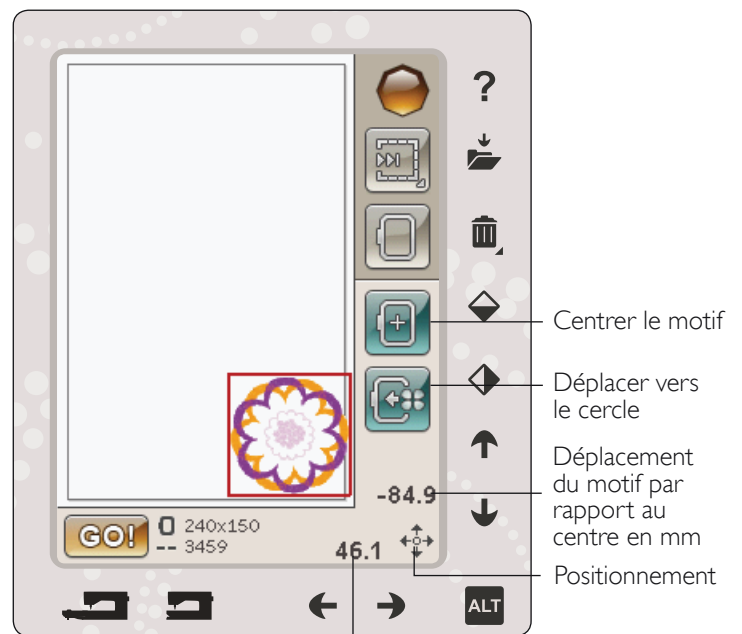 ?
Centrer le motif
Déplacer vers
le cercle
Déplacement
du motif par
rapport au
centre en mm
-84.9
GO!
240x150
-- 3459
46.1
Positionnement
ALT